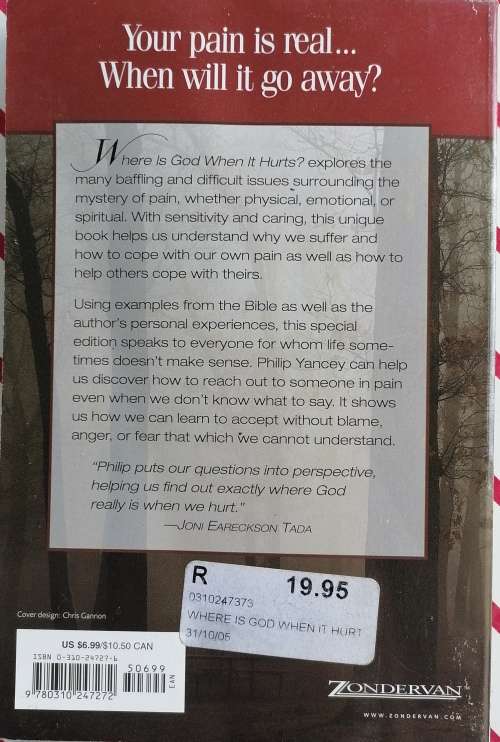 Your pain is real...
When will it go away?
Where Is God When It Hurts? explores the
many baffling and difficult issues surrounding the
mystery of pain, whether physical, emotional, or
spiritual. With sensitivity and caring, this unique
book helps us understand why we suffer and
how to cope with our own pain as well as how to
help others cope with theirs.
Using examples from the Bible as well as the
author's personal experiences, this special
edition speaks to everyone for whom life some-
times doesn't make sense. Philip Yancey can help
us discover how to reach out to someone in pain
even when we don't know what to say. It shows
us how we can learn to accept without blame,
anger, or fear that which we cannot understand.
"Philip puts our questions into perspective,
helping us find out exactly where God
really is when we hurt."
—JONI EARECKSON TADA
R 19.95
0310247373
WHERE IS GOD WHEN IT HURT
31/10/05
Cover design: Chris Gannon
US $6.99/$10.50 CAN
ISBN 0-310-24727-6
50699
9 780310 247272
EAN
ZONDERVAN
WWW.ZONDERVAN.COM